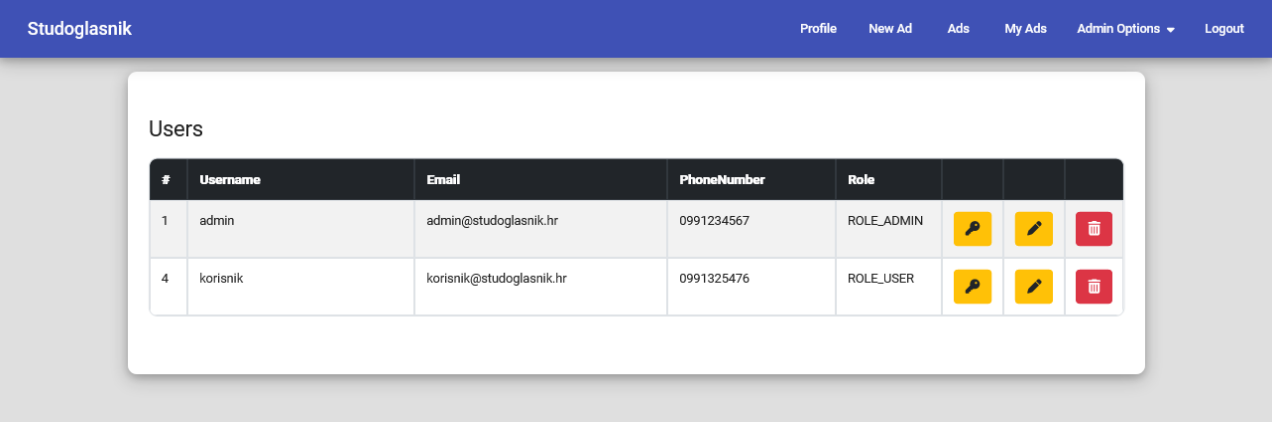 Studoglasnik Profile New Ad Ads My Ads Admin Options Logout
Users
# Username Email PhoneNumber Role
1 admin admin@studoglasnik.hr 0991234567 ROLE_ADMIN
4 korisnik korisnik@studoglasnik.hr 0991325476 ROLE_USER